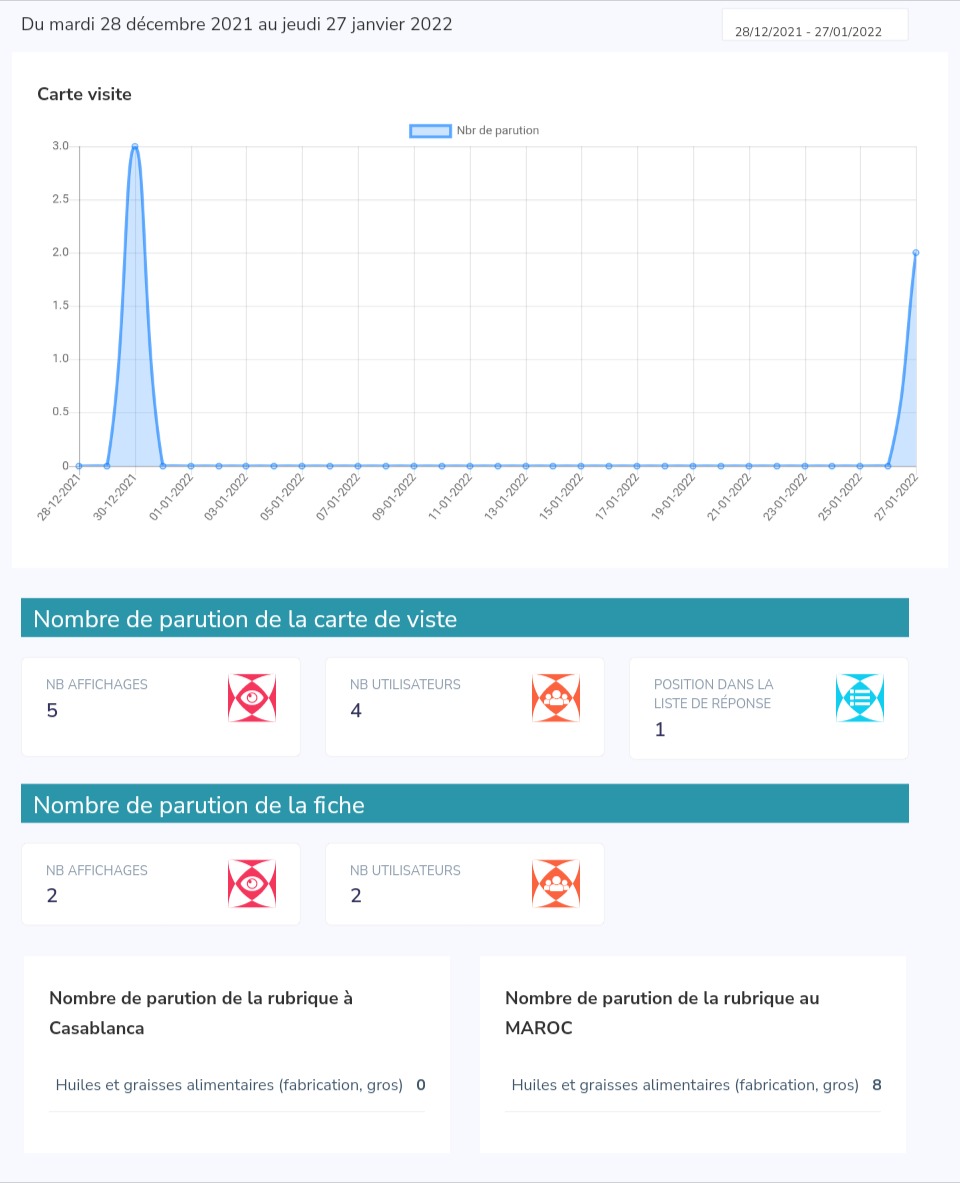 Du mardi 28 décembre 2021 au jeudi 27 janvier 2022
28/12/2021 - 27/01/2022
Carte visite
Nbr de parution
3.0
2.5
2.0
1.5
1.0
0.5
0
28-12-2021
30-12-2021
01-01-2022
03-01-2022
05-01-2022
07-01-2022
09-01-2022
11-01-2022
13-01-2022
15-01-2022
17-01-2022
19-01-2022
21-01-2022
23-01-2022
25-01-2022
27-01-2022
Nombre de parution de la carte de viste
NB AFFICHAGES
5
NB UTILISATEURS
4
POSITION DANS LA
LISTE DE RÉPONSE
1
Nombre de parution de la fiche
NB AFFICHAGES
2
NB UTILISATEURS
2
Nombre de parution de la rubrique à
Casablanca
Huiles et graisses alimentaires (fabrication, gros) 0
Nombre de parution de la rubrique au
MAROC
Huiles et graisses alimentaires (fabrication, gros) 8